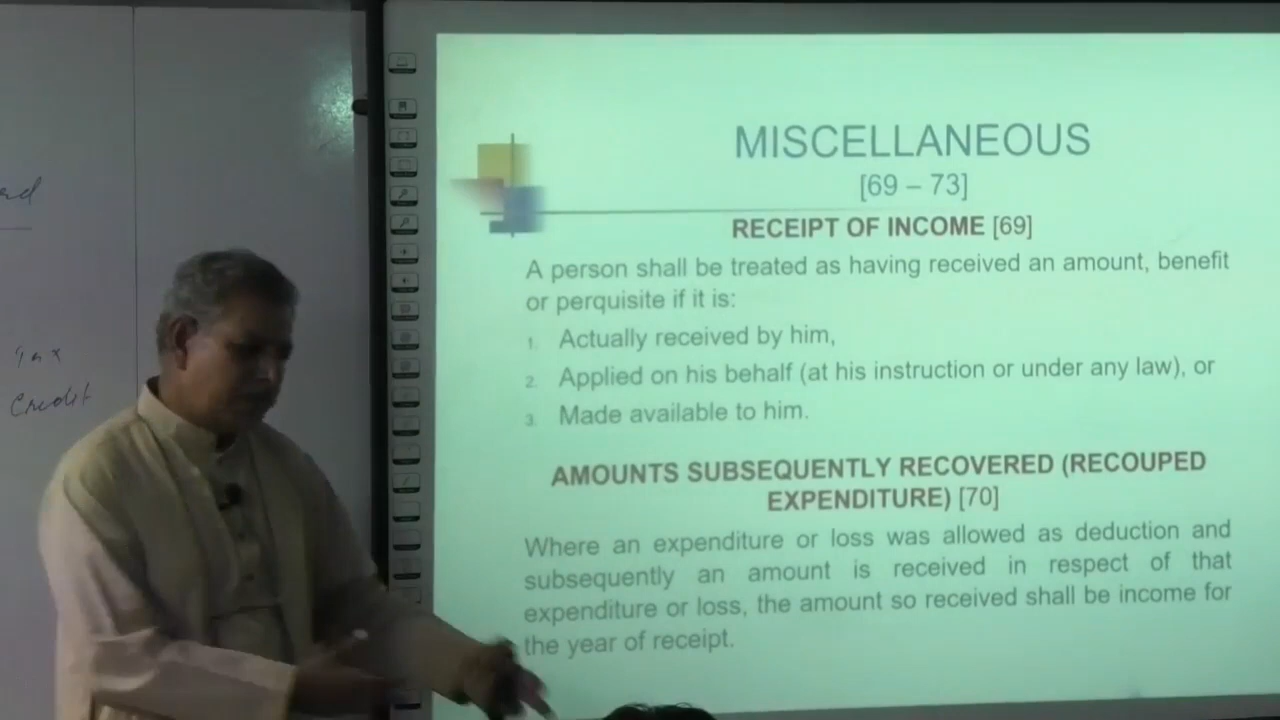 Tax
Credit
MISCELLANEOUS
[69 – 73]
RECEIPT OF INCOME [69]
A person shall be treated as having received an amount, benefit
or perquisite if it is:
1. Actually received by him,
2. Applied on his behalf (at his instruction or under any law), or
3. Made available to him.
AMOUNTS SUBSEQUENTLY RECOVERED (RECOUPED
EXPENDITURE) [70]
Where an expenditure or loss was allowed as deduction and
subsequently an amount is received in respect of that
expenditure or loss, the amount so received shall be income for
the year of receipt.